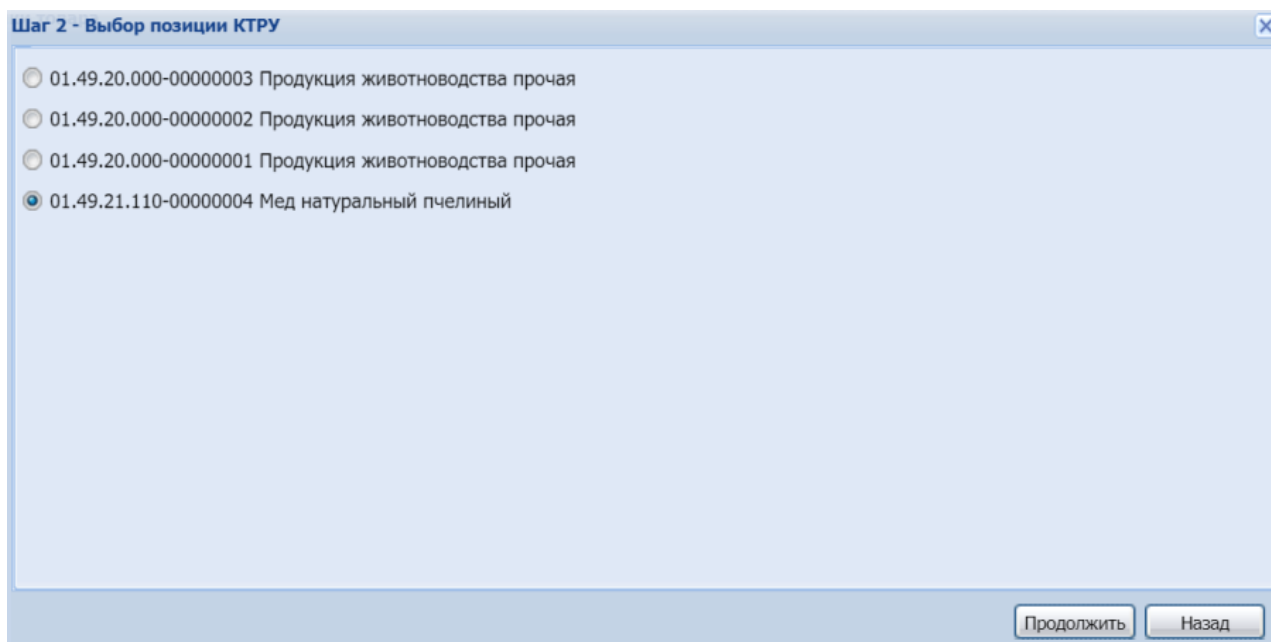 Шаг 2 - Выбор позиции КТРУ
01.49.20.000-00000003 Продукция животноводства прочая
01.49.20.000-00000002 Продукция животноводства прочая
01.49.20.000-00000001 Продукция животноводства прочая
01.49.21.110-00000004 Мед натуральный пчелиный
Продолжить Назад